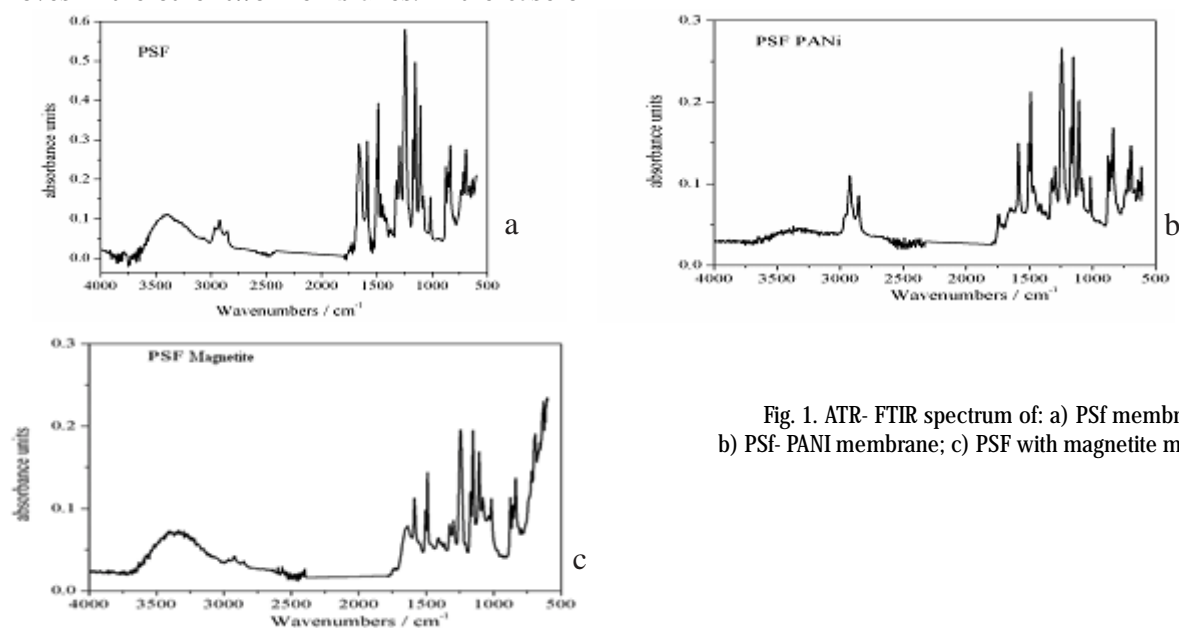 PSF
absorbance units
0.6
0.5
0.4
0.3
0.2
0.1
0.0
4000 3500 3000 2500 2000 1500 1000 500
Wavenumbers / cm-1
a
PSF PANi
absorbance units
0.3
0.2
0.1
0.0
4000 3500 3000 2500 2000 1500 1000 500
Wavenumbers / cm-1
b
PSF Magnetite
absorbance units
0.3
0.2
0.1
0.0
4000 3500 3000 2500 2000 1500 1000 500
Wavenumbers / cm-1
c
Fig. 1. ATR- FTIR spectrum of: a) PSf membr
b) PSf- PANI membrane; c) PSF with magnetite m